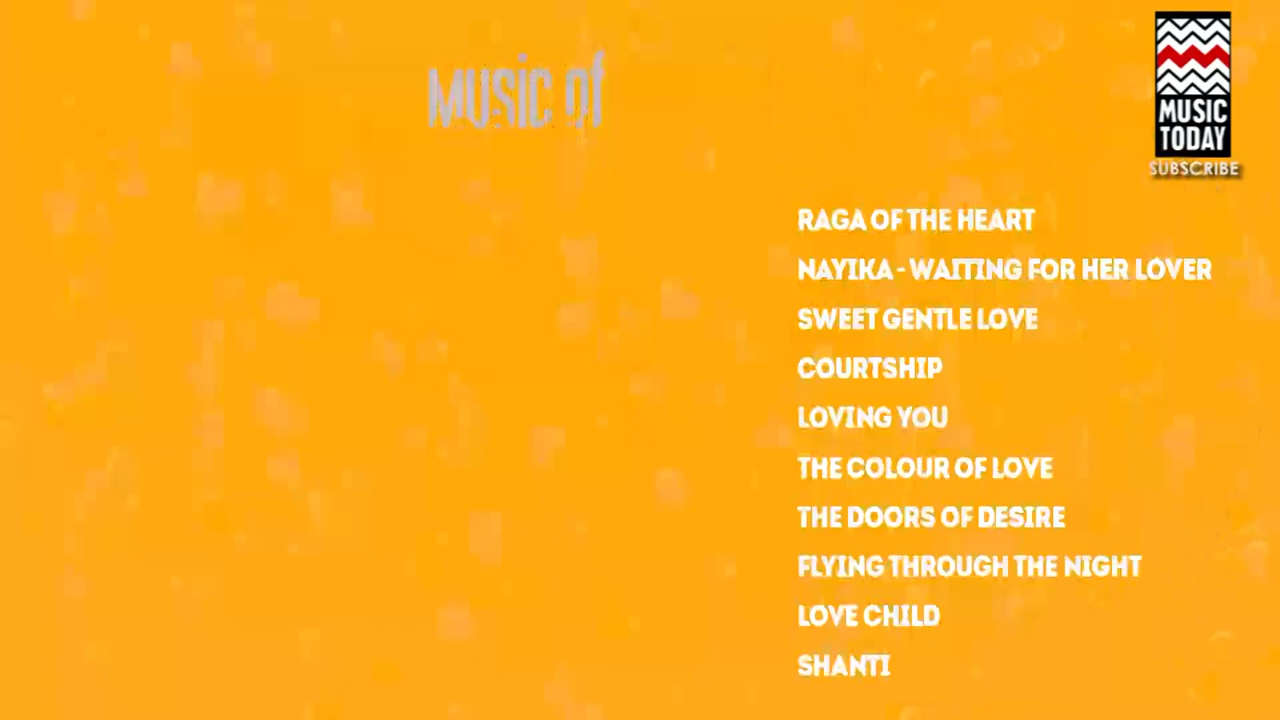 MUSIC of
MUSIC
TODAY
SUBSCRIBE
RAGA OF THE HEART
NAYIKA - WAITING FOR HER LOVER
SWEET GENTLE LOVE
COURTSHIP
LOVING YOU
THE COLOUR OF LOVE
THE DOORS OF DESIRE
FLYING THROUGH THE NIGHT
LOVE CHILD
SHANTI